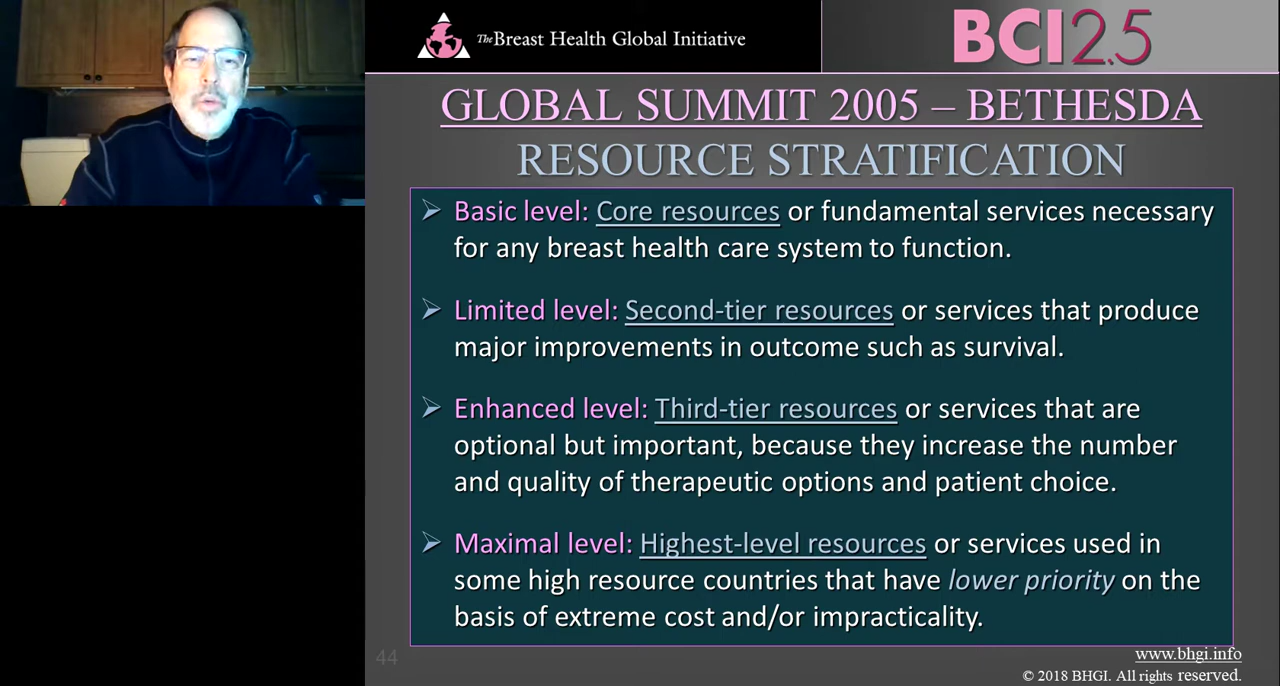 The Breast Health Global Initiative
BCI2.5
GLOBAL SUMMIT 2005 – BETHESDA
RESOURCE STRATIFICATION
➢ Basic level: Core resources or fundamental services necessary
for any breast health care system to function.
➢ Limited level: Second-tier resources or services that produce
major improvements in outcome such as survival.
➢ Enhanced level: Third-tier resources or services that are
optional but important, because they increase the number
and quality of therapeutic options and patient choice.
➢ Maximal level: Highest-level resources or services used in
some high resource countries that have lower priority on the
basis of extreme cost and/or impracticality.
44
www.bhgi.info
© 2018 BHGI. All rights reserved.